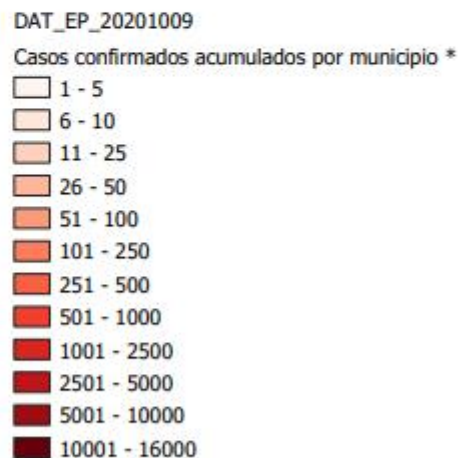 DAT_EP_20201009
Casos confirmados acumulados por municipio *
1 - 5
6 - 10
11 - 25
26 - 50
51 - 100
101 - 250
251 - 500
501 - 1000
1001 - 2500
2501 - 5000
5001 - 10000
10001 - 16000